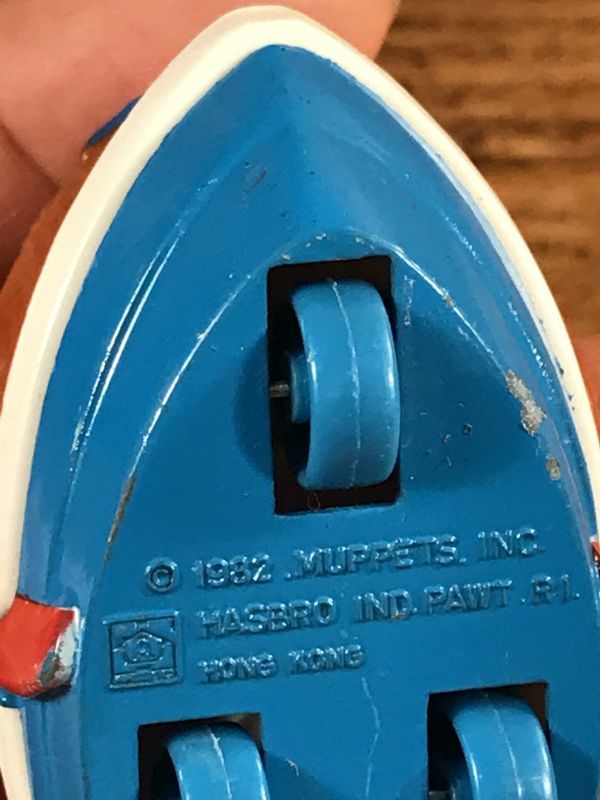 © 1982 MUPPETS, INC
HASBRO IND. PAWT. R.I.
HONG KONG